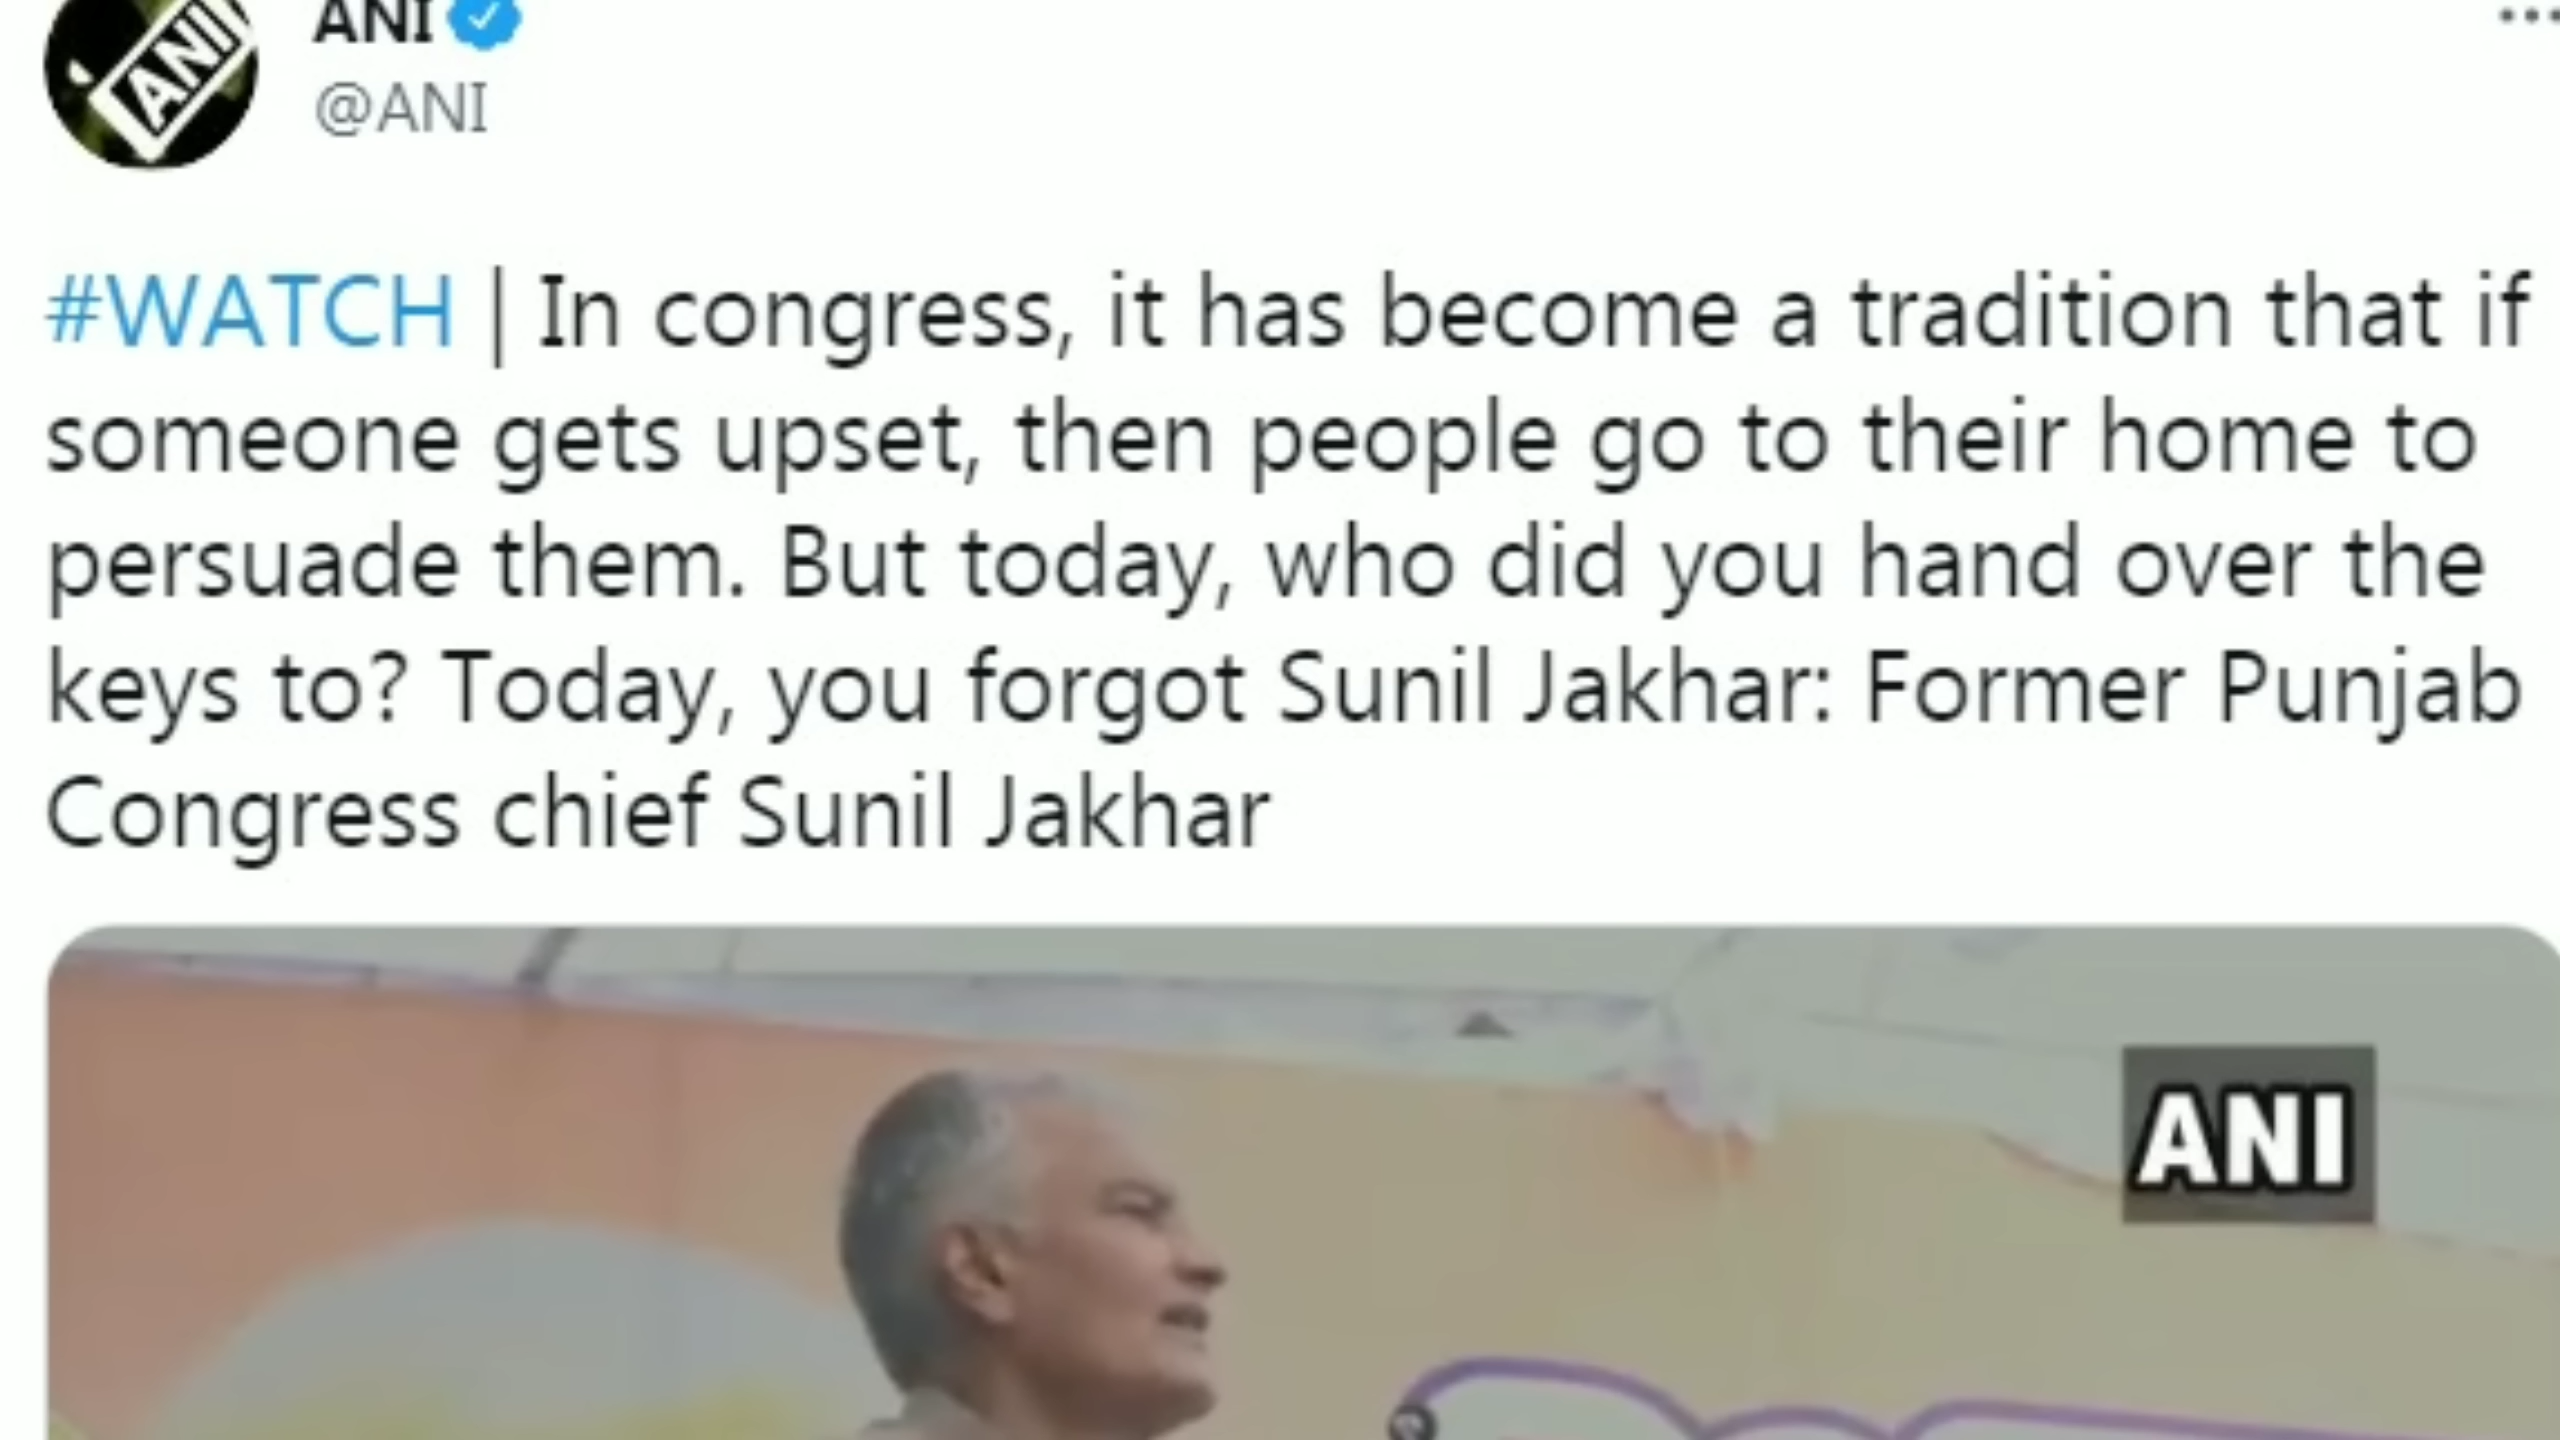 ANI
ANI
@ANI
#WATCH | In congress, it has become a tradition that if
someone gets upset, then people go to their home to
persuade them. But today, who did you hand over the
keys to? Today, you forgot Sunil Jakhar: Former Punjab
Congress chief Sunil Jakhar
ANI